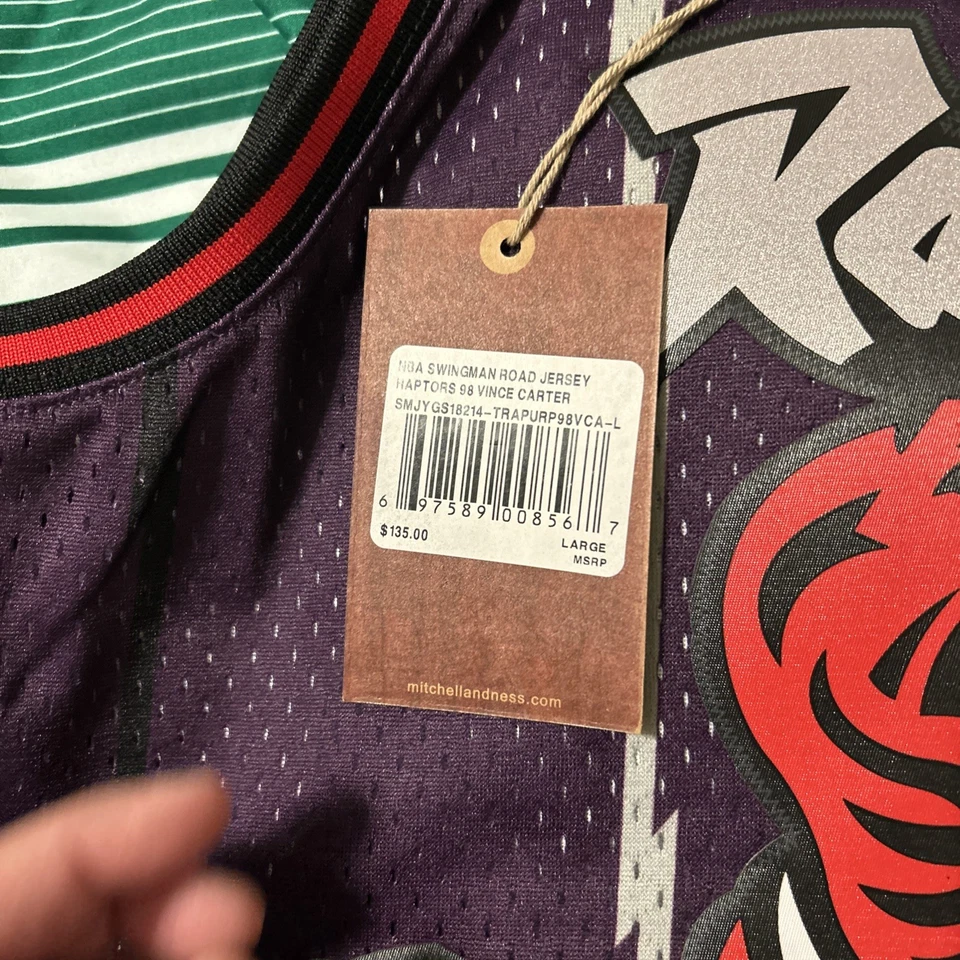 Ra
NBA SWINGMAN ROAD JERSEY
RAPTORS 98 VINCE CARTER
SMJYGS18214-TRAPURP98VCA-L
6 97589 00856 7
$135.00
LARGE
MSRP
mitchellandness.com